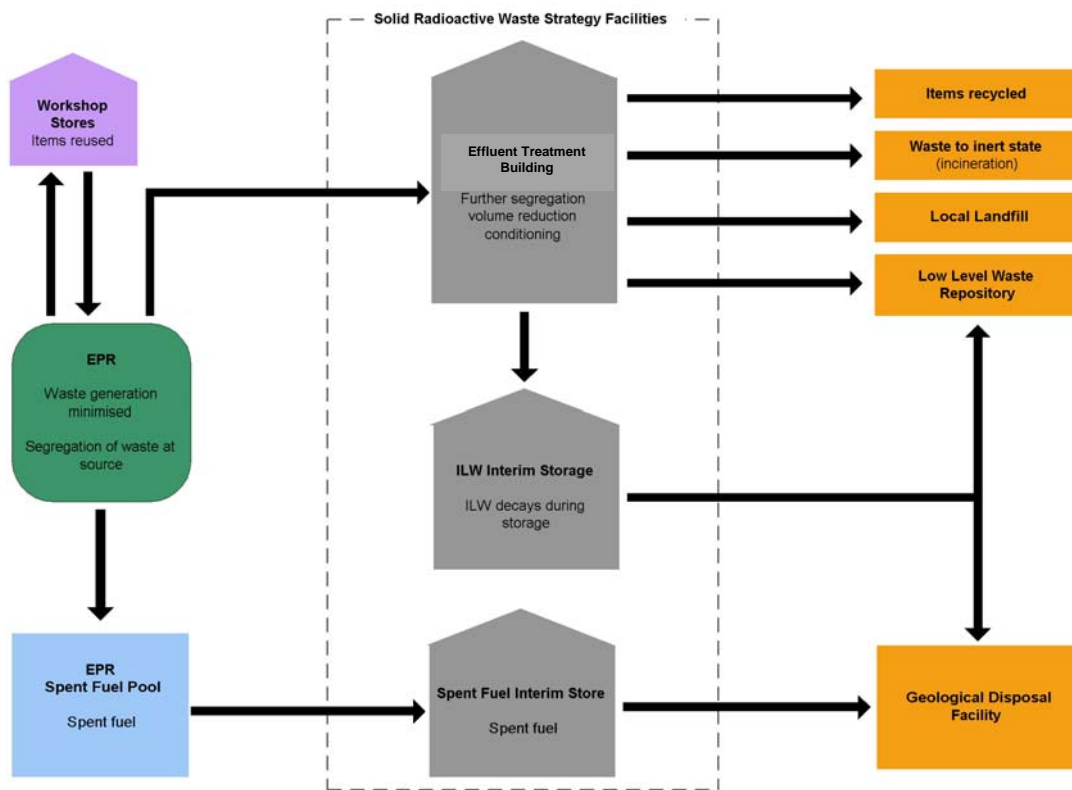 Solid Radioactive Waste Strategy Facilities
Workshop
Stores
Items reused
Effluent Treatment
Building
Further segregation
volume reduction
conditioning
Items recycled
Waste to inert state
(incineration)
Local Landfill
Low Level Waste
Repository
EPR
Waste generation
minimised
Segregation of waste at
source
ILW Interim Storage
ILW decays during
storage
EPR
Spent Fuel Pool
Spent fuel
Spent Fuel Interim Store
Spent fuel
Geological Disposal
Facility